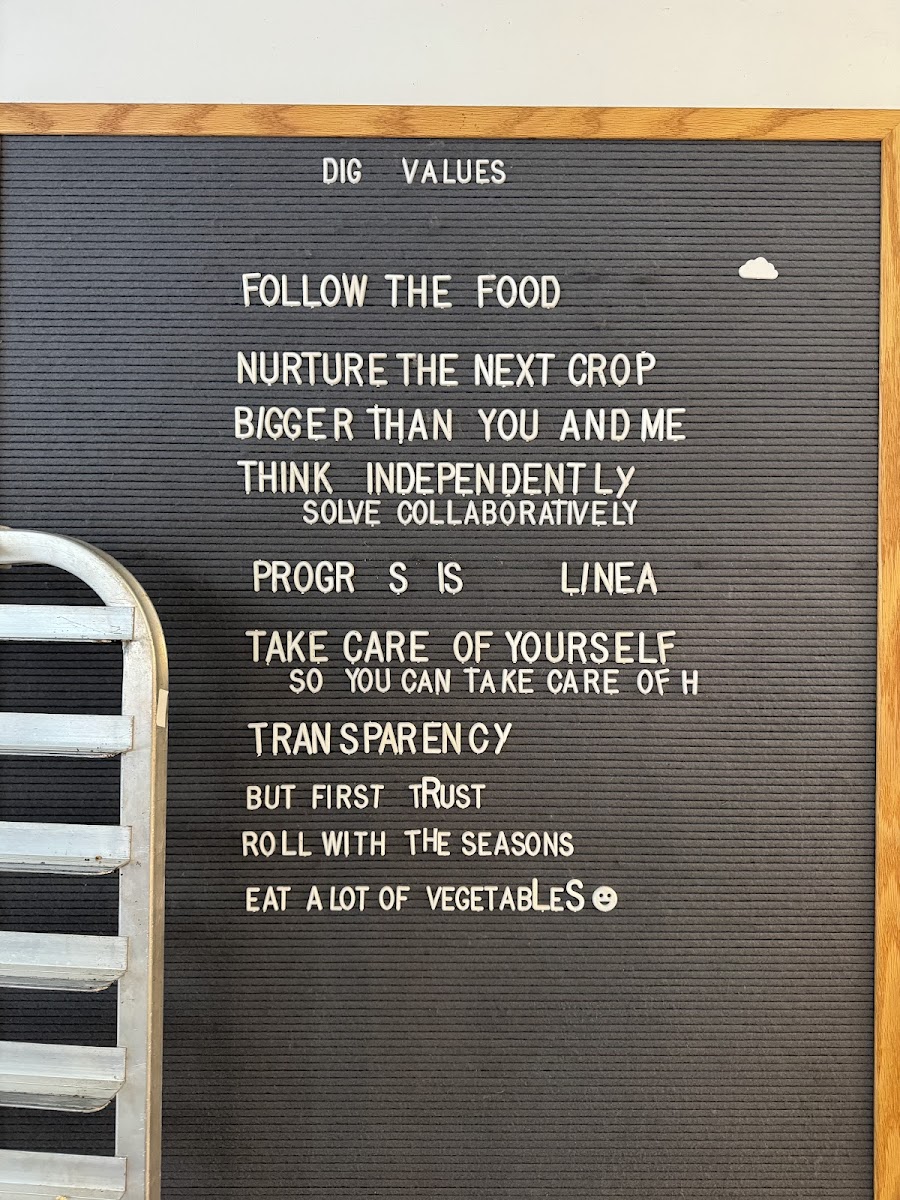 DIG VALUES
FOLLOW THE FOOD
NURTURE THE NEXT CROP
BIGGER THAN YOU AND ME
THINK INDEPENDENTLY
SOLVE COLLABORATIVELY
PROGR S IS LINEA
TAKE CARE OF YOURSELF
SO YOU CAN TAKE CARE OF H
TRANSPARENCY
BUT FIRST TRUST
ROLL WITH THE SEASONS
EAT A LOT OF VEGETABLES